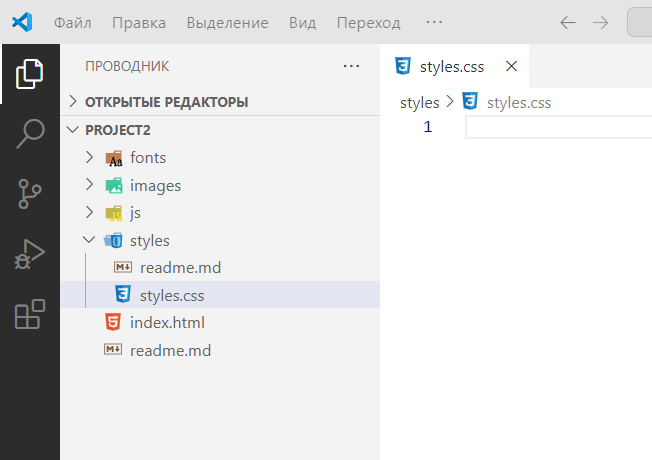 Файл Правка Выделение Вид Переход ···
ПРОВОДНИК ···
ОТКРЫТЫЕ РЕДАКТОРЫ
PROJECT2
fonts
images
js
styles
readme.md
styles.css
index.html
readme.md
styles.css
styles > styles.css
1